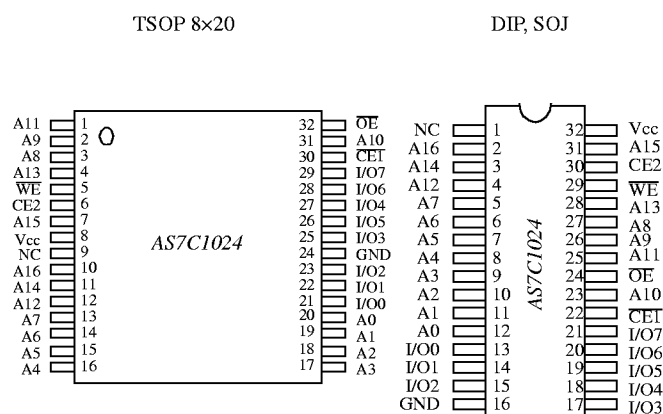 TSOP 8×20
A11 1 32 OE
A9 2 31 A10
A8 3 30 CE1
A13 4 29 I/O7
WE 5 28 I/O6
CE2 6 27 I/O4
A15 7 26 I/O5
Vcc 8 25 I/O3
NC 9 24 GND
A16 10 23 I/O2
A14 11 22 I/O1
A12 12 21 I/O0
A7 13 20 A0
A6 14 19 A1
A5 15 18 A2
A4 16 17 A3
AS7C1024
DIP, SOJ
NC 1 32 Vcc
A16 2 31 A15
A14 3 30 CE2
A12 4 29 WE
A7 5 28 A13
A6 6 27 A8
A5 7 26 A9
A4 8 25 A11
A3 9 24 OE
A2 10 23 A10
A1 11 22 CE1
A0 12 21 I/O7
I/O0 13 20 I/O6
I/O1 14 19 I/O5
I/O2 15 18 I/O4
GND 16 17 I/O3
AS7C1024